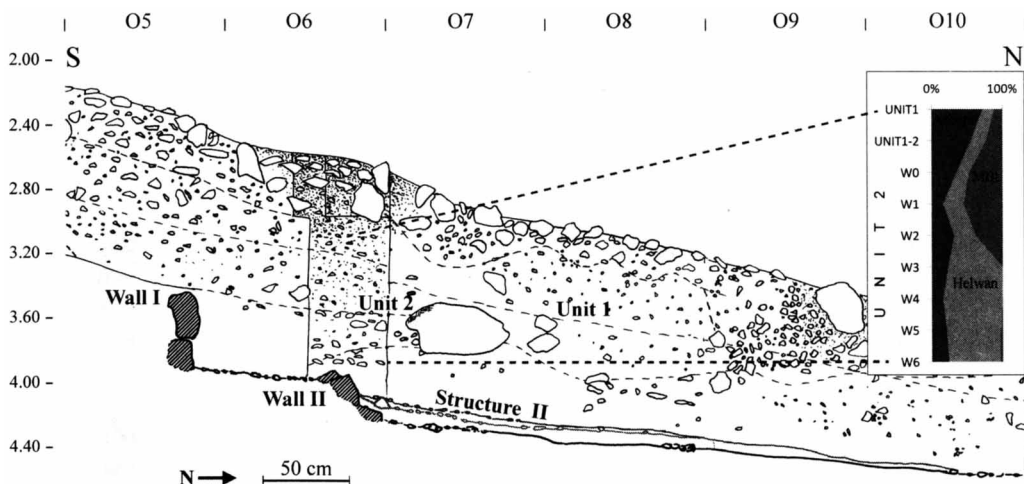 O5 O6 O7 O8 O9 O10
S N
2.00
2.40
2.80
3.20
3.60
4.00
4.40
Wall I
Unit 2
Unit 1
Wall II
Structure II
N
50 cm
0% 100%
UNIT1
UNIT1-2
W0
W1
W2
W3
W4
W5
W6
UNIT 2
Helwan